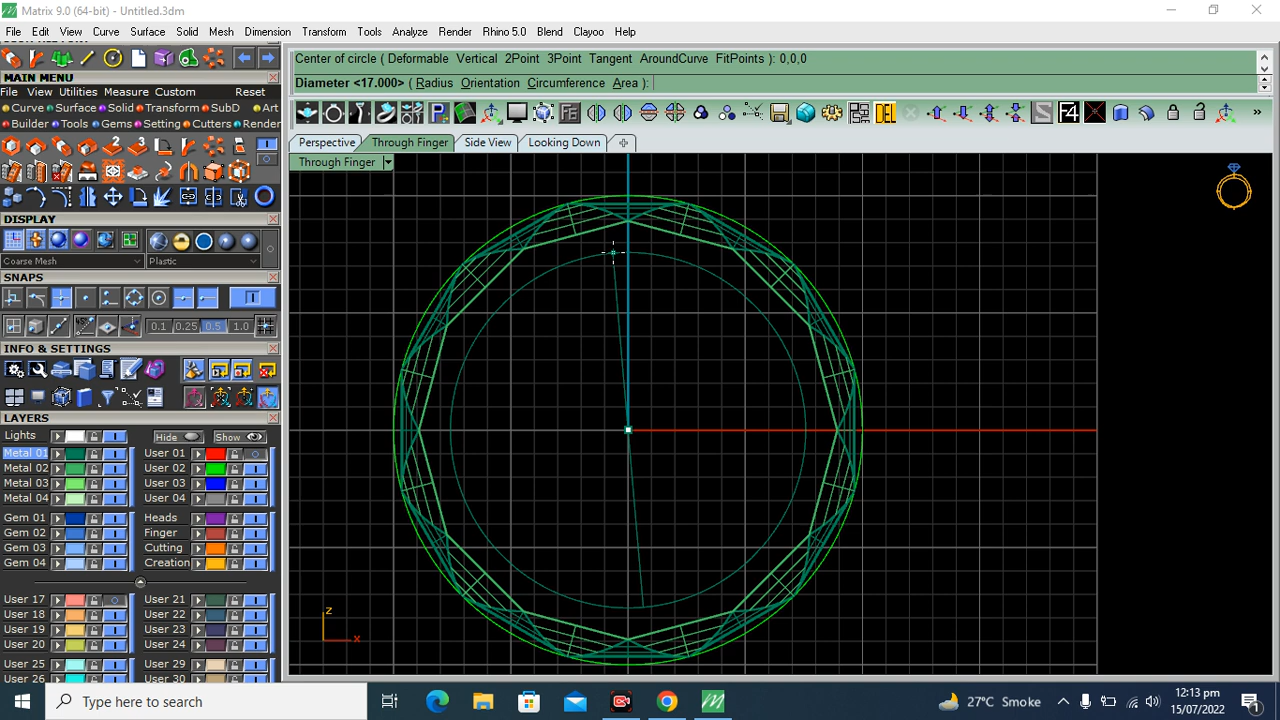 Matrix 9.0 (64-bit) - Untitled.3dm
File Edit View Curve Surface Solid Mesh Dimension Transform Tools Analyze Render Rhino 5.0 Blend Clayoo Help
Center of circle ( Deformable Vertical 2Point 3Point Tangent AroundCurve FitPoints ): 0,0,0
MAIN MENU
Diameter <17.000> ( Radius Orientation Circumference Area ):
File View Utilities Measure Custom Reset
Curve Surface Solid Transform SubD Art
Builder Tools Gems Setting Cutters Render
Perspective Through Finger Side View Looking Down
Through Finger
DISPLAY
Coarse Mesh Plastic
SNAPS
0.1 0.25 0.5 1.0
INFO & SETTINGS
LAYERS
Lights Hide Show
Metal 01 User 01
Metal 02 User 02
Metal 03 User 03
Metal 04 User 04
Gem 01 Heads
Gem 02 Finger
Gem 03 Cutting
Gem 04 Creation
User 17 User 21
User 18 User 22
User 19 User 23
User 20 User 24
User 25 User 29
User 26 User 30
z
x
Type here to search
27°C Smoke
12:13 pm
15/07/2022
1